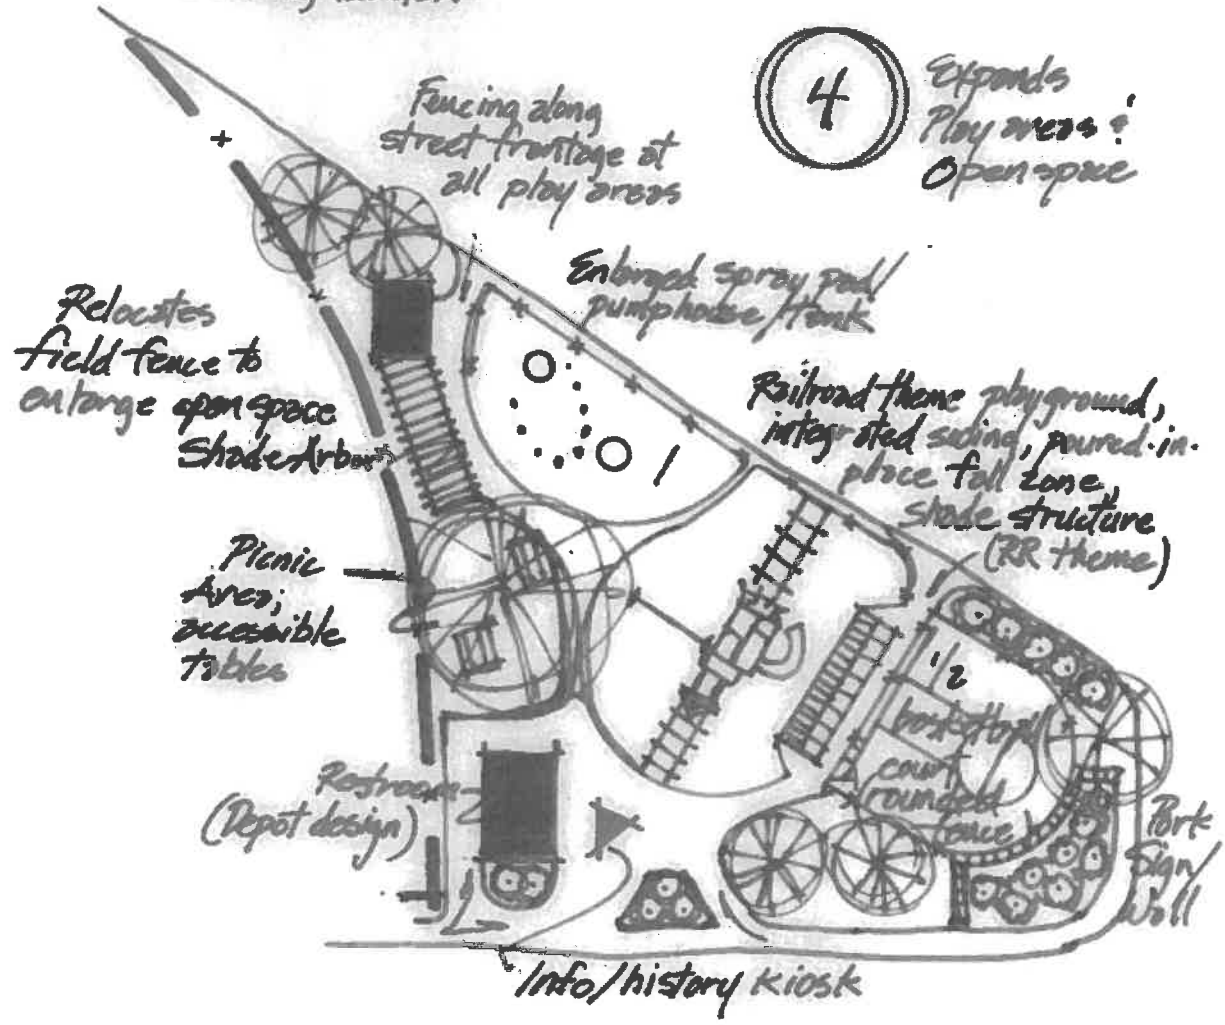 4
Expands
Play areas &
Open space
Fencing along
street frontage at
all play areas
Enlarged spray pad/
pumphouse/tank
Relocates
field fence to
enlarge open space
Shade Arbor
Railroad theme playground,
integrated siding, poured-in-
place fall zone,
shade structure
(RR theme)
Picnic
Area;
accessible
tables
1/2
basketball
court
rounded
fence
Restroom
(Depot design)
Park
Sign/
Wall
Info/history kiosk